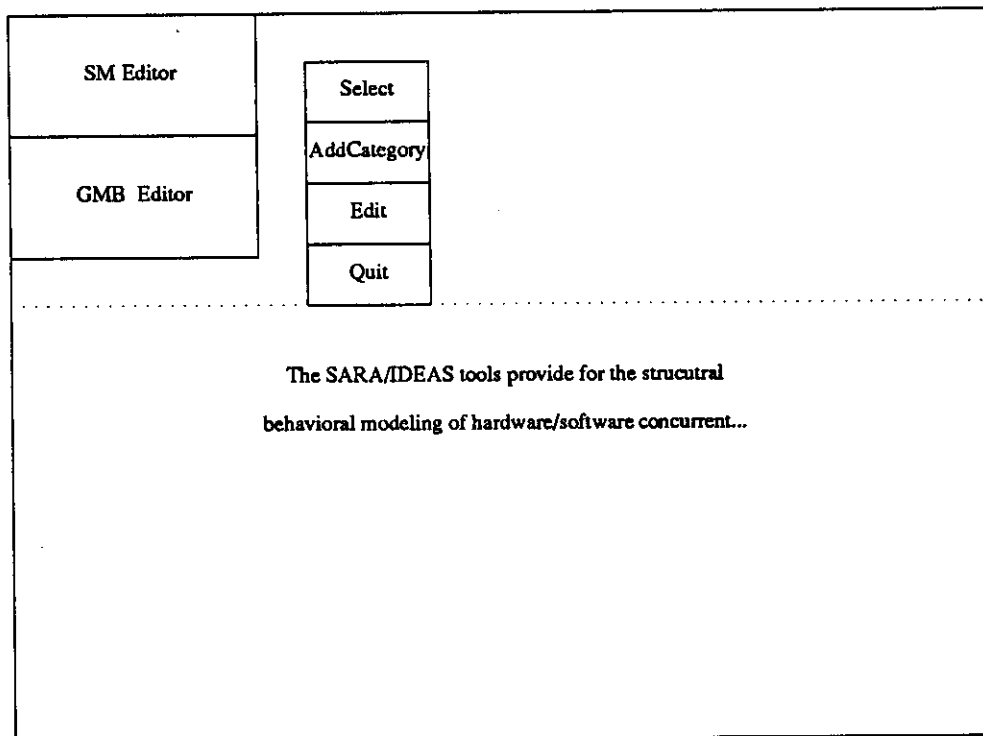 SM Editor
GMB Editor
Select
AddCategory
Edit
Quit
The SARA/IDEAS tools provide for the strucutral
behavioral modeling of hardware/software concurrent...